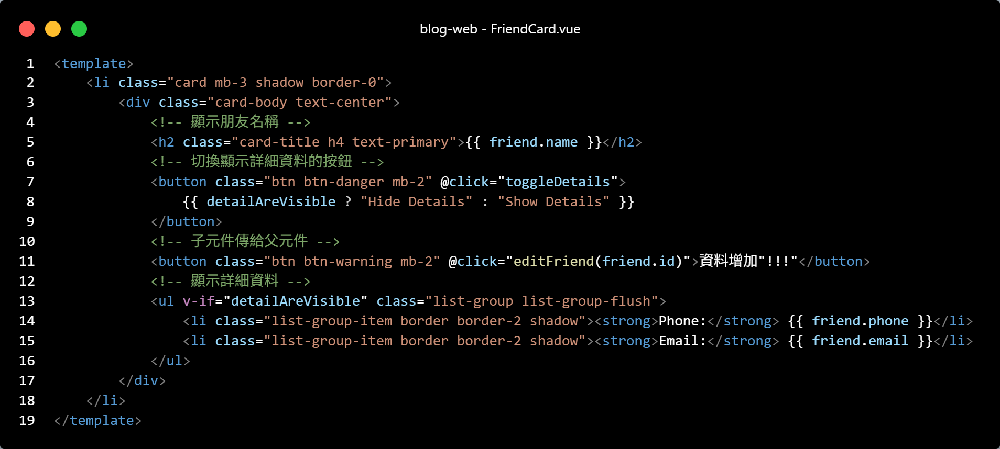 blog-web - FriendCard.vue
1 <template>
2 <li class="card mb-3 shadow border-0">
3 <div class="card-body text-center">
4 <!-- 顯示朋友名稱 -->
5 <h2 class="card-title h4 text-primary">{{ friend.name }}</h2>
6 <!-- 切換顯示詳細資料的按鈕 -->
7 <button class="btn btn-danger mb-2" @click="toggleDetails">
8 {{ detailAreVisible ? "Hide Details" : "Show Details" }}
9 </button>
10 <!-- 子元件傳給父元件 -->
11 <button class="btn btn-warning mb-2" @click="editFriend(friend.id)">資料增加"!!!"</button>
12 <!-- 顯示詳細資料 -->
13 <ul v-if="detailAreVisible" class="list-group list-group-flush">
14 <li class="list-group-item border border-2 shadow"><strong>Phone:</strong> {{ friend.phone }}</li>
15 <li class="list-group-item border border-2 shadow"><strong>Email:</strong> {{ friend.email }}</li>
16 </ul>
17 </div>
18 </li>
19 </template>